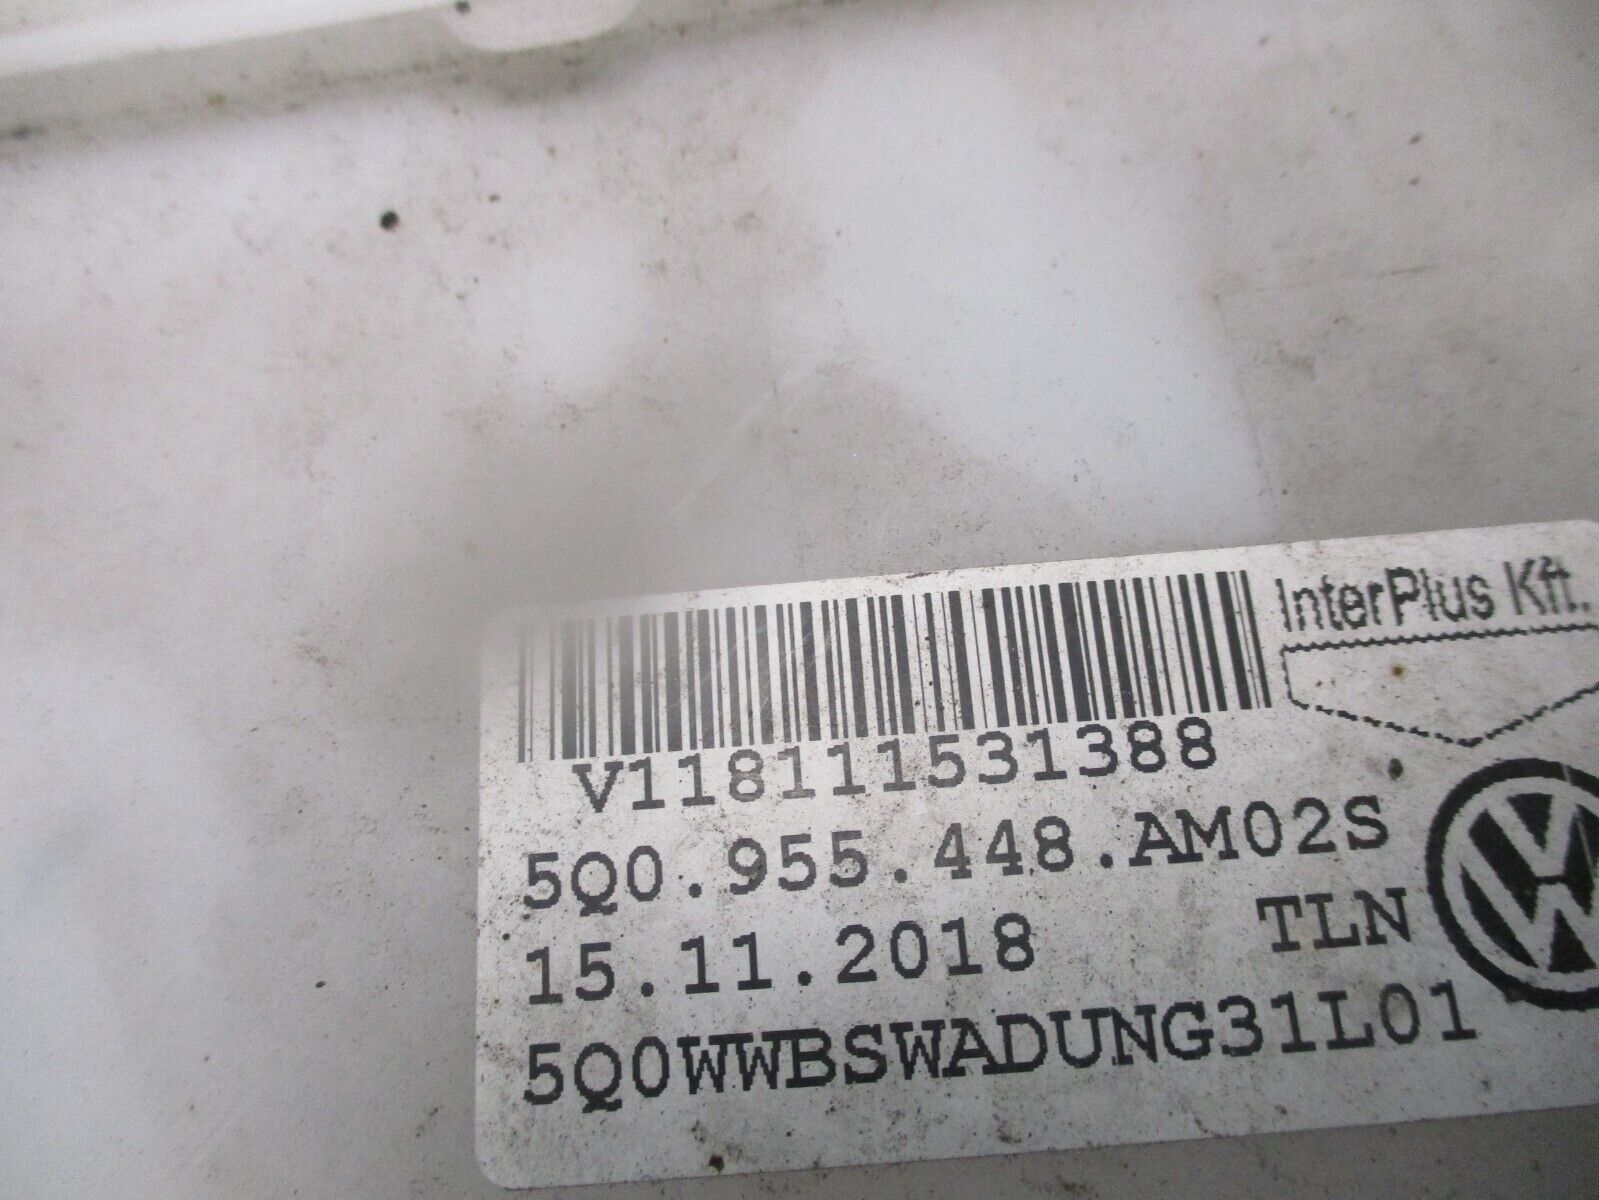 InterPlus Kft.
V118111531388
5Q0.955.448.AM02S
15.11.2018 TLN
5Q0WWBSWADUNG31L01